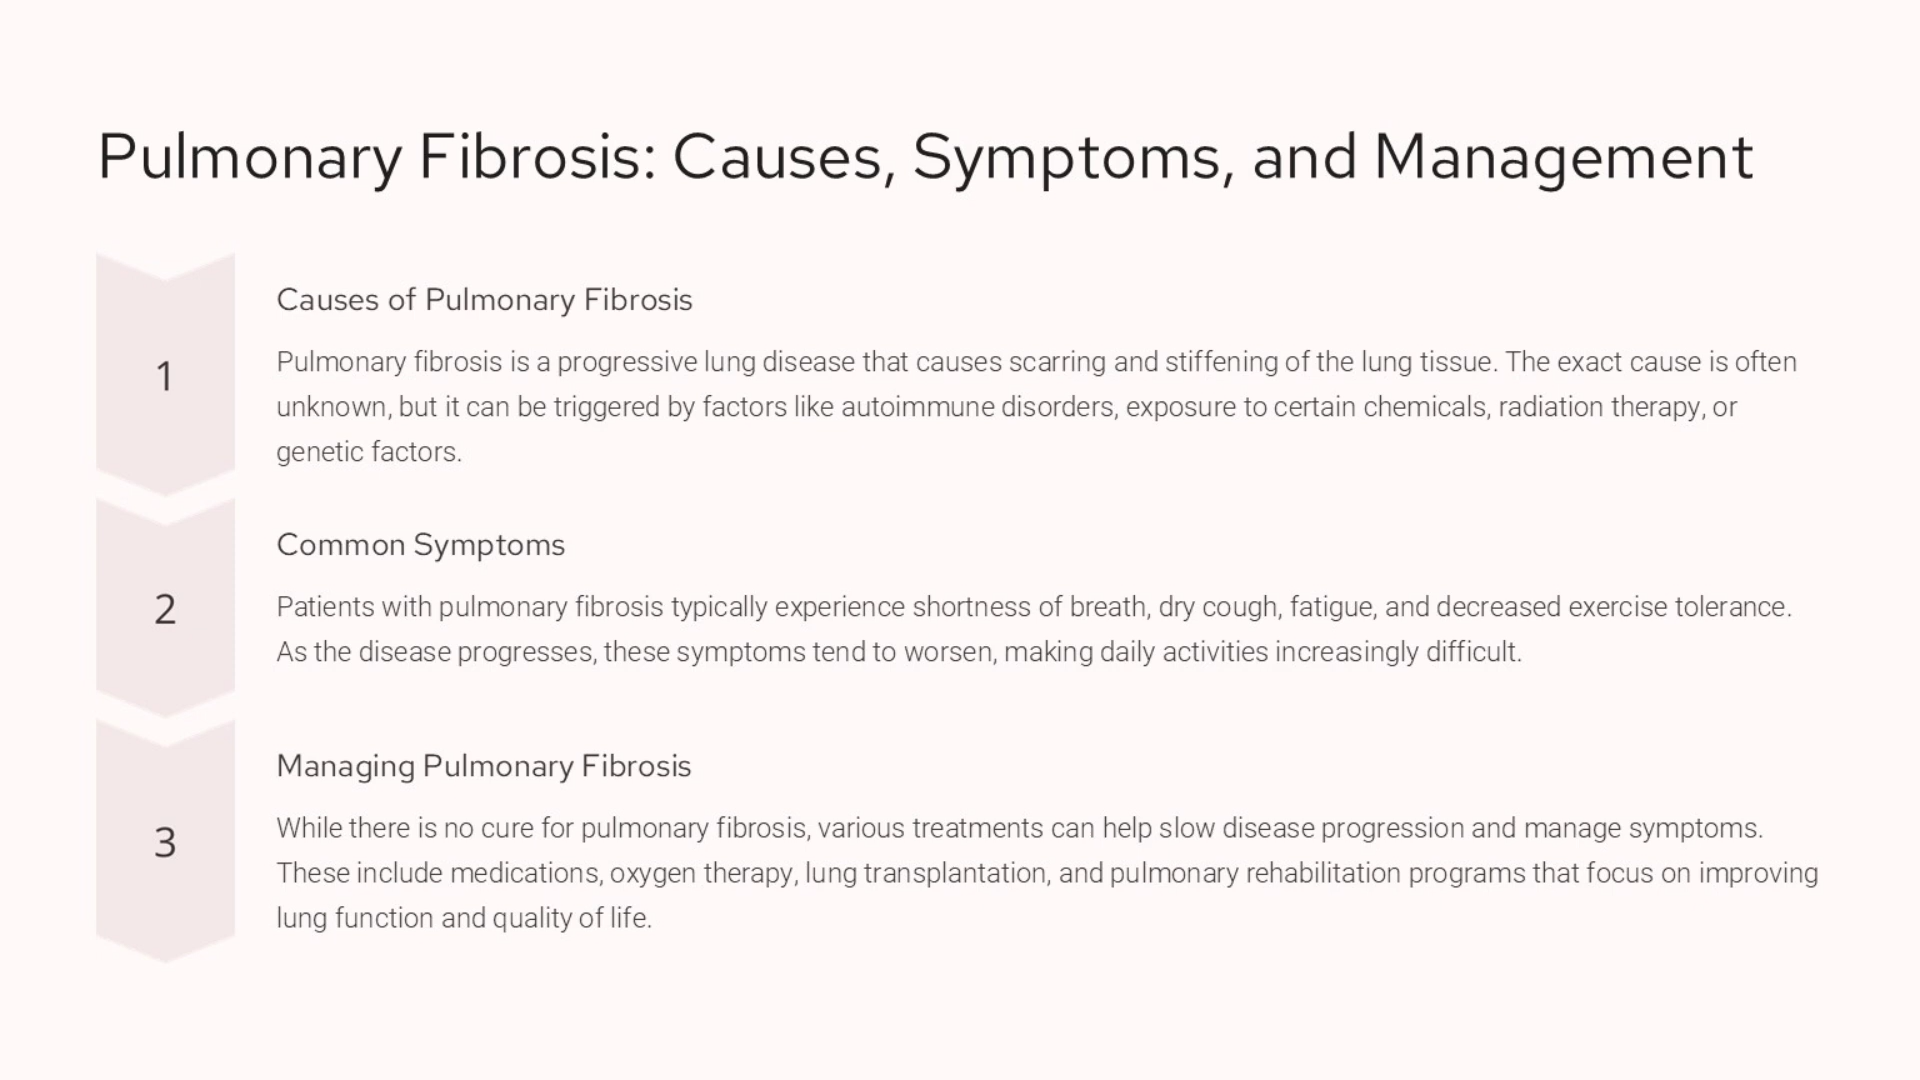 Pulmonary Fibrosis: Causes, Symptoms, and Management
1
Causes of Pulmonary Fibrosis
Pulmonary fibrosis is a progressive lung disease that causes scarring and stiffening of the lung tissue. The exact cause is often
unknown, but it can be triggered by factors like autoimmune disorders, exposure to certain chemicals, radiation therapy, or
genetic factors.
2
Common Symptoms
Patients with pulmonary fibrosis typically experience shortness of breath, dry cough, fatigue, and decreased exercise tolerance.
As the disease progresses, these symptoms tend to worsen, making daily activities increasingly difficult.
3
Managing Pulmonary Fibrosis
While there is no cure for pulmonary fibrosis, various treatments can help slow disease progression and manage symptoms.
These include medications, oxygen therapy, lung transplantation, and pulmonary rehabilitation programs that focus on improving
lung function and quality of life.